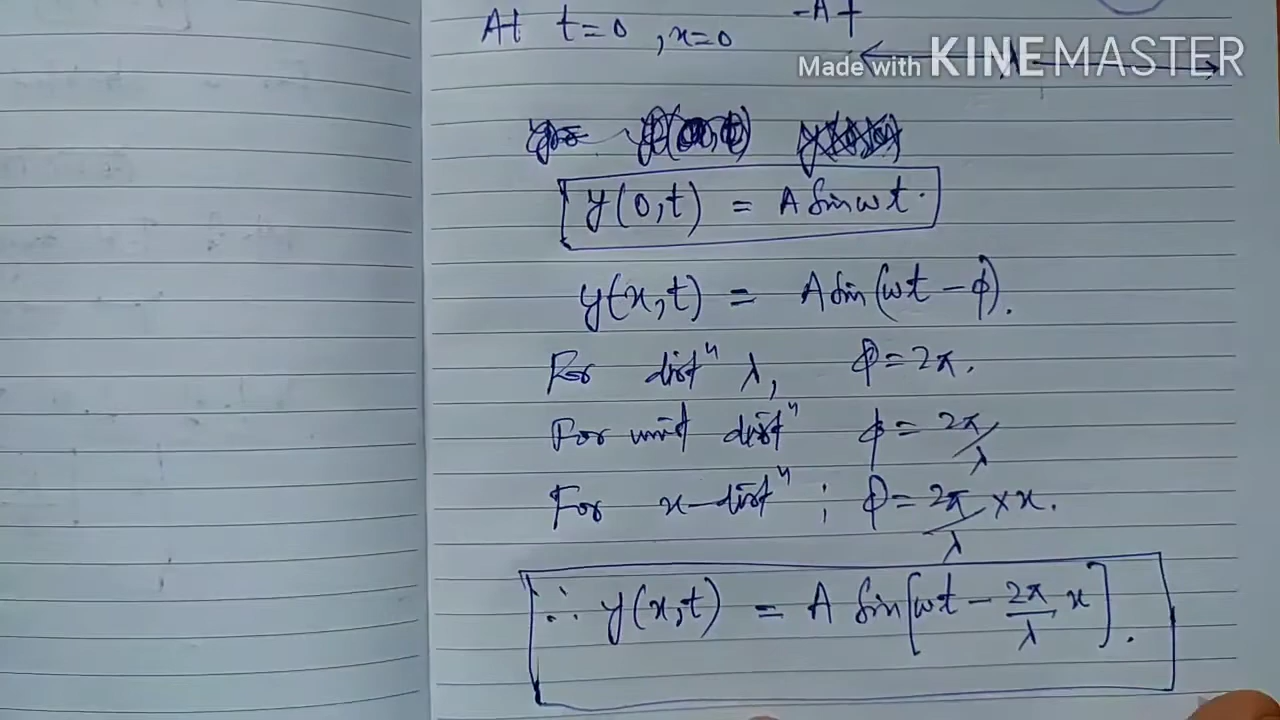 At t=0, x=0 -A
λ
Made with KINEMASTER
y(0,t) = A Sin ωt.
y(x,t) = A Sin (ωt - ϕ).
For distⁿ λ, ϕ = 2π.
For unit distⁿ ϕ = 2π/λ
For x-distⁿ ; ϕ = 2π/λ × x.
∴ y(x,t) = A Sin [ωt - 2π/λ x].